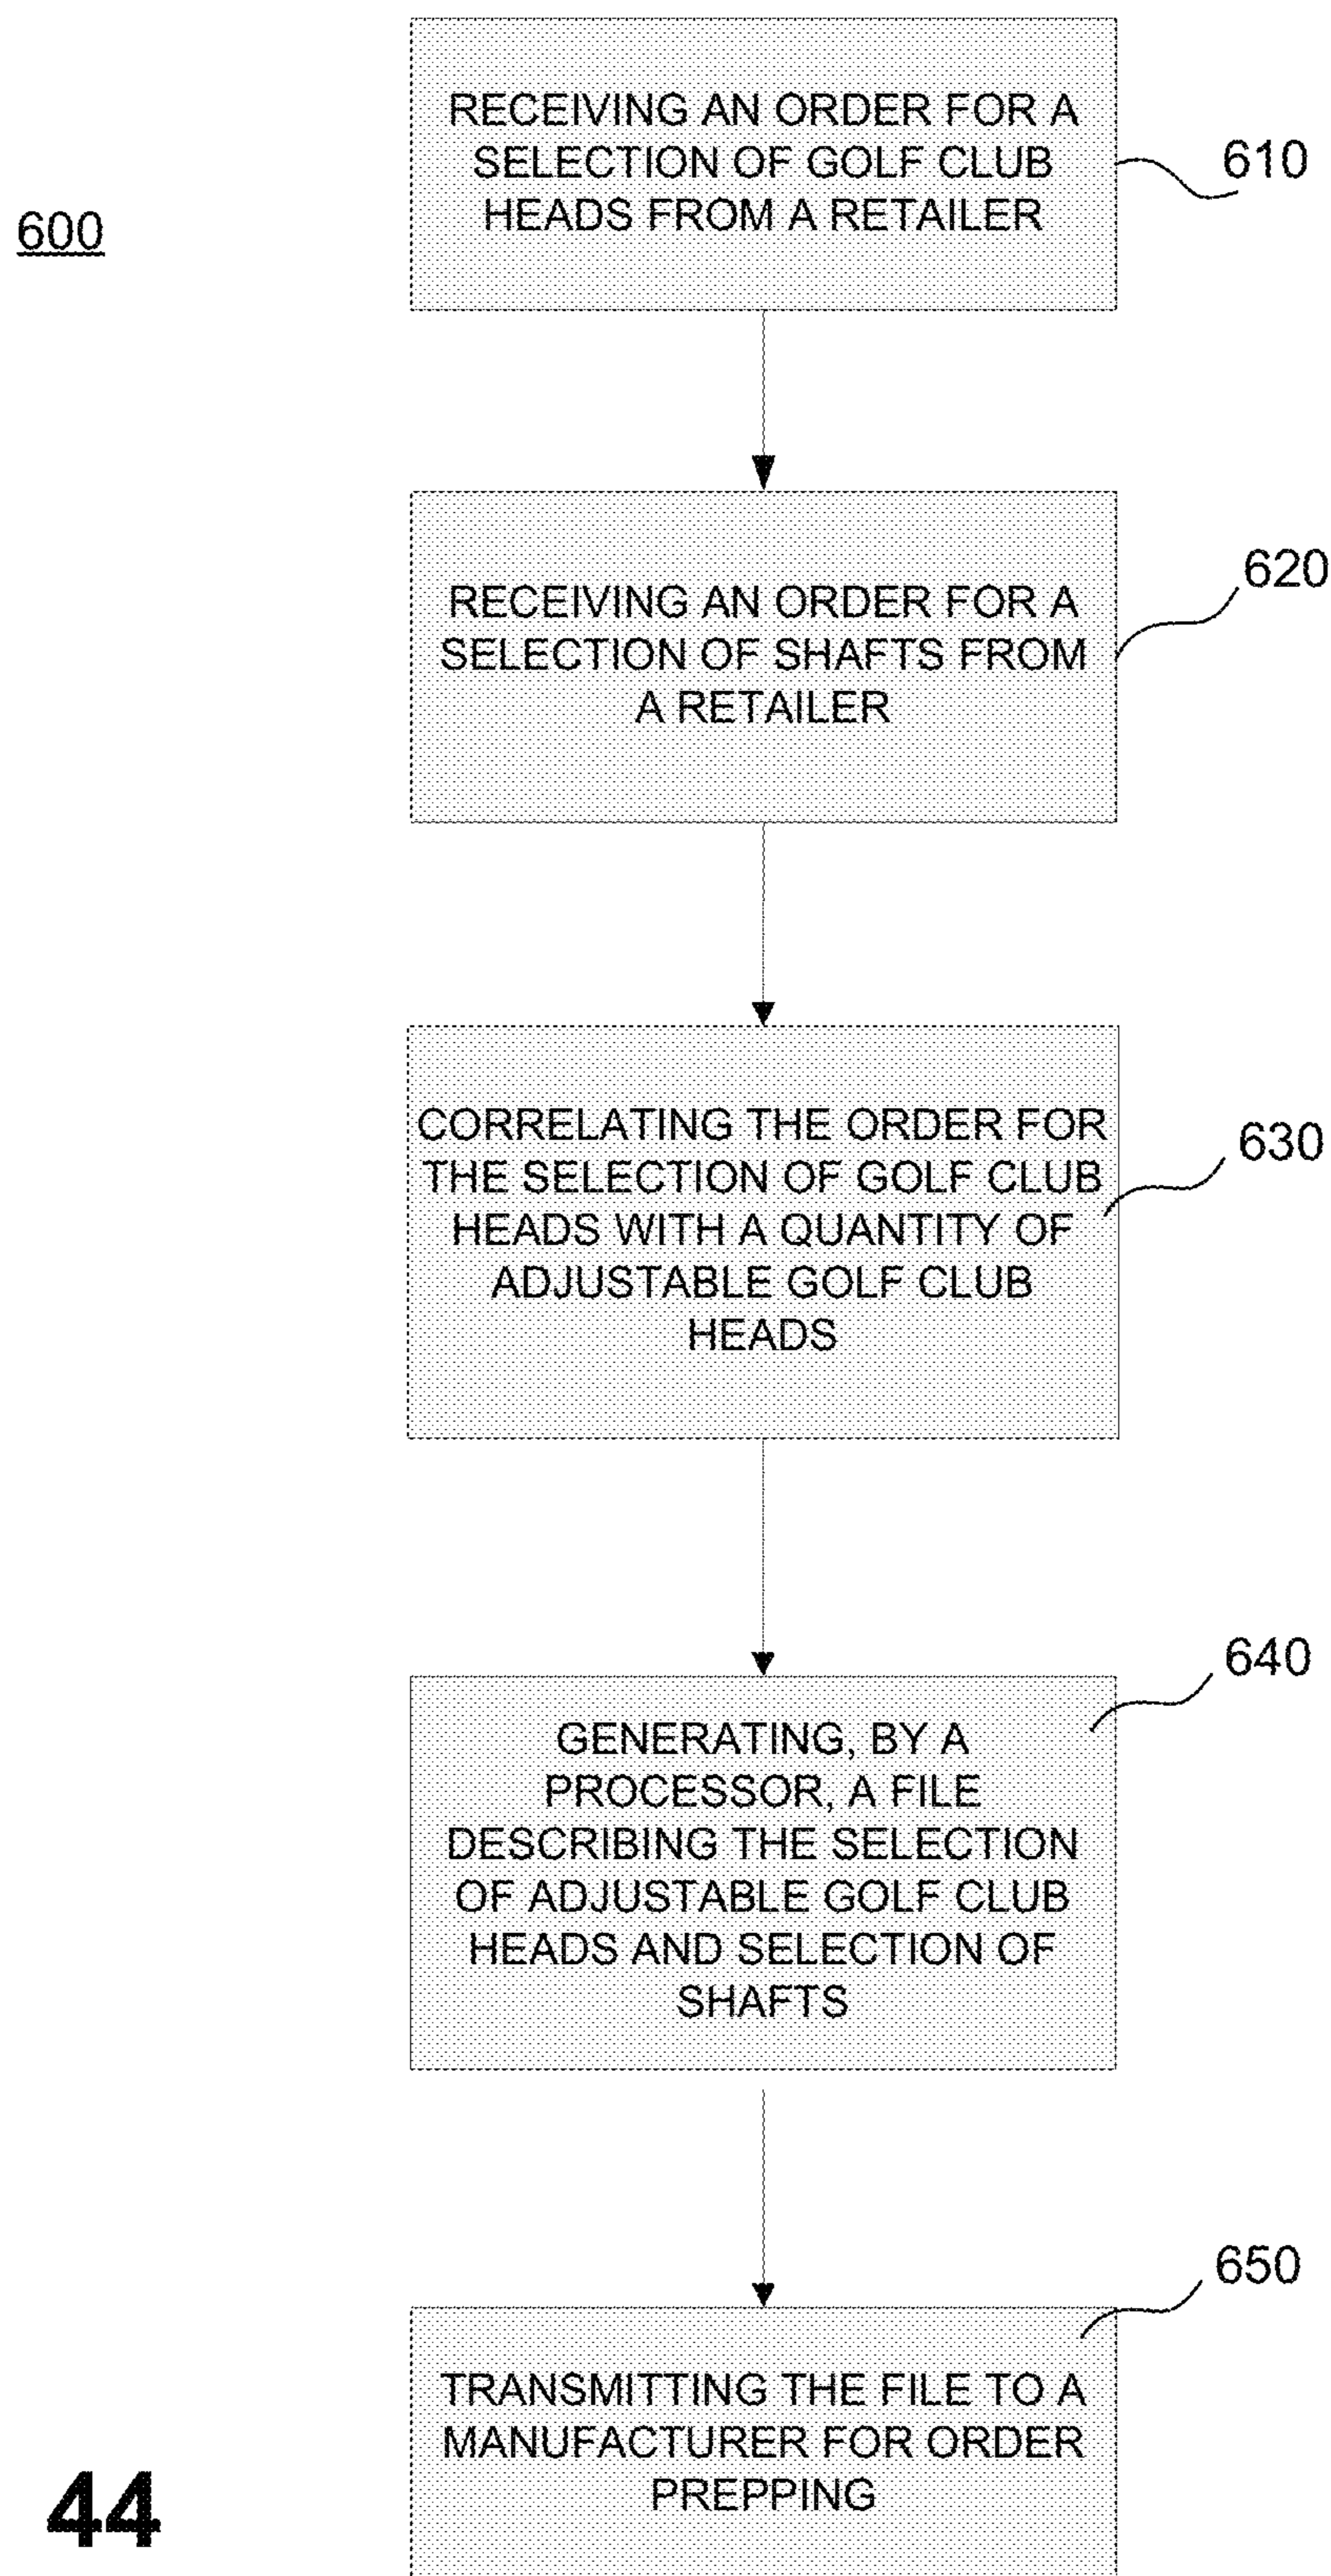 600
RECEIVING AN ORDER FOR A
SELECTION OF GOLF CLUB
HEADS FROM A RETAILER
610
RECEIVING AN ORDER FOR A
SELECTION OF SHAFTS FROM
A RETAILER
620
CORRELATING THE ORDER FOR
THE SELECTION OF GOLF CLUB
HEADS WITH A QUANTITY OF
ADJUSTABLE GOLF CLUB
HEADS
630
GENERATING, BY A
PROCESSOR, A FILE
DESCRIBING THE SELECTION
OF ADJUSTABLE GOLF CLUB
HEADS AND SELECTION OF
SHAFTS
640
TRANSMITTING THE FILE TO A
MANUFACTURER FOR ORDER
PREPPING
650
44